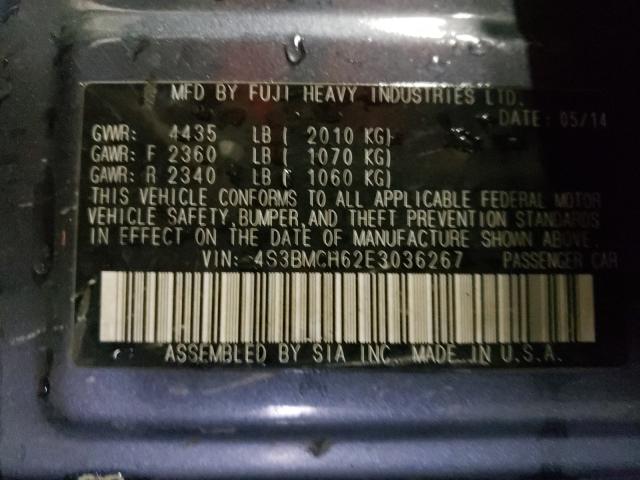 MFD BY FUJI HEAVY INDUSTRIES LTD.
DATE: 05/14
GVWR: 4435 LB ( 2010 KG)
GAWR: F 2360 LB ( 1070 KG)
GAWR: R 2340 LB ( 1060 KG)
THIS VEHICLE CONFORMS TO ALL APPLICABLE FEDERAL MOTOR
VEHICLE SAFETY, BUMPER, AND THEFT PREVENTION STANDARDS
IN EFFECT ON THE DATE OF MANUFACTURE SHOWN ABOVE.
VIN: 4S3BMCH62E3036267 PASSENGER CAR
ASSEMBLED BY SIA INC. MADE IN U.S.A.